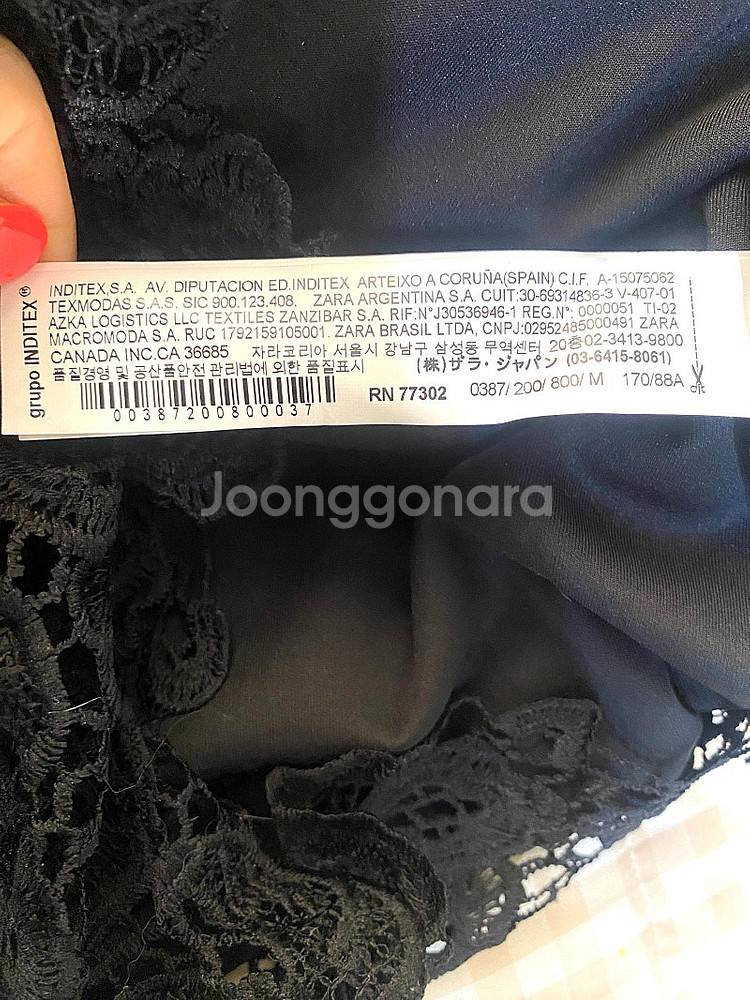 grupo INDITEX®
INDITEX,S.A. AV. DIPUTACION ED.INDITEX ARTEIXO A CORUÑA(SPAIN) C.I.F. A-15075062
TEXMODAS S.A.S. SIC 900.123.408. ZARA ARGENTINA S.A. CUIT:30-69314836-3 V-407-01
AZKA LOGISTICS LLC TEXTILES ZANZIBAR S.A. RIF:N°J30536946-1 REG.N°: 0000051 TI-02
MACROMODA S.A. RUC 1792159105001. ZARA BRASIL LTDA, CNPJ:02952485000491 ZARA
CANADA INC.CA 36685 자라코리아 서울시 강남구 삼성동 무역센터 20층02-3413-9800
품질경영 및 공산품안전 관리법에 의한 품질표시 (株)ザラ・ジャパン (03-6415-8061)
00387200800037 RN 77302 0387/ 200/ 800/ M 170/88A
Joonggonara